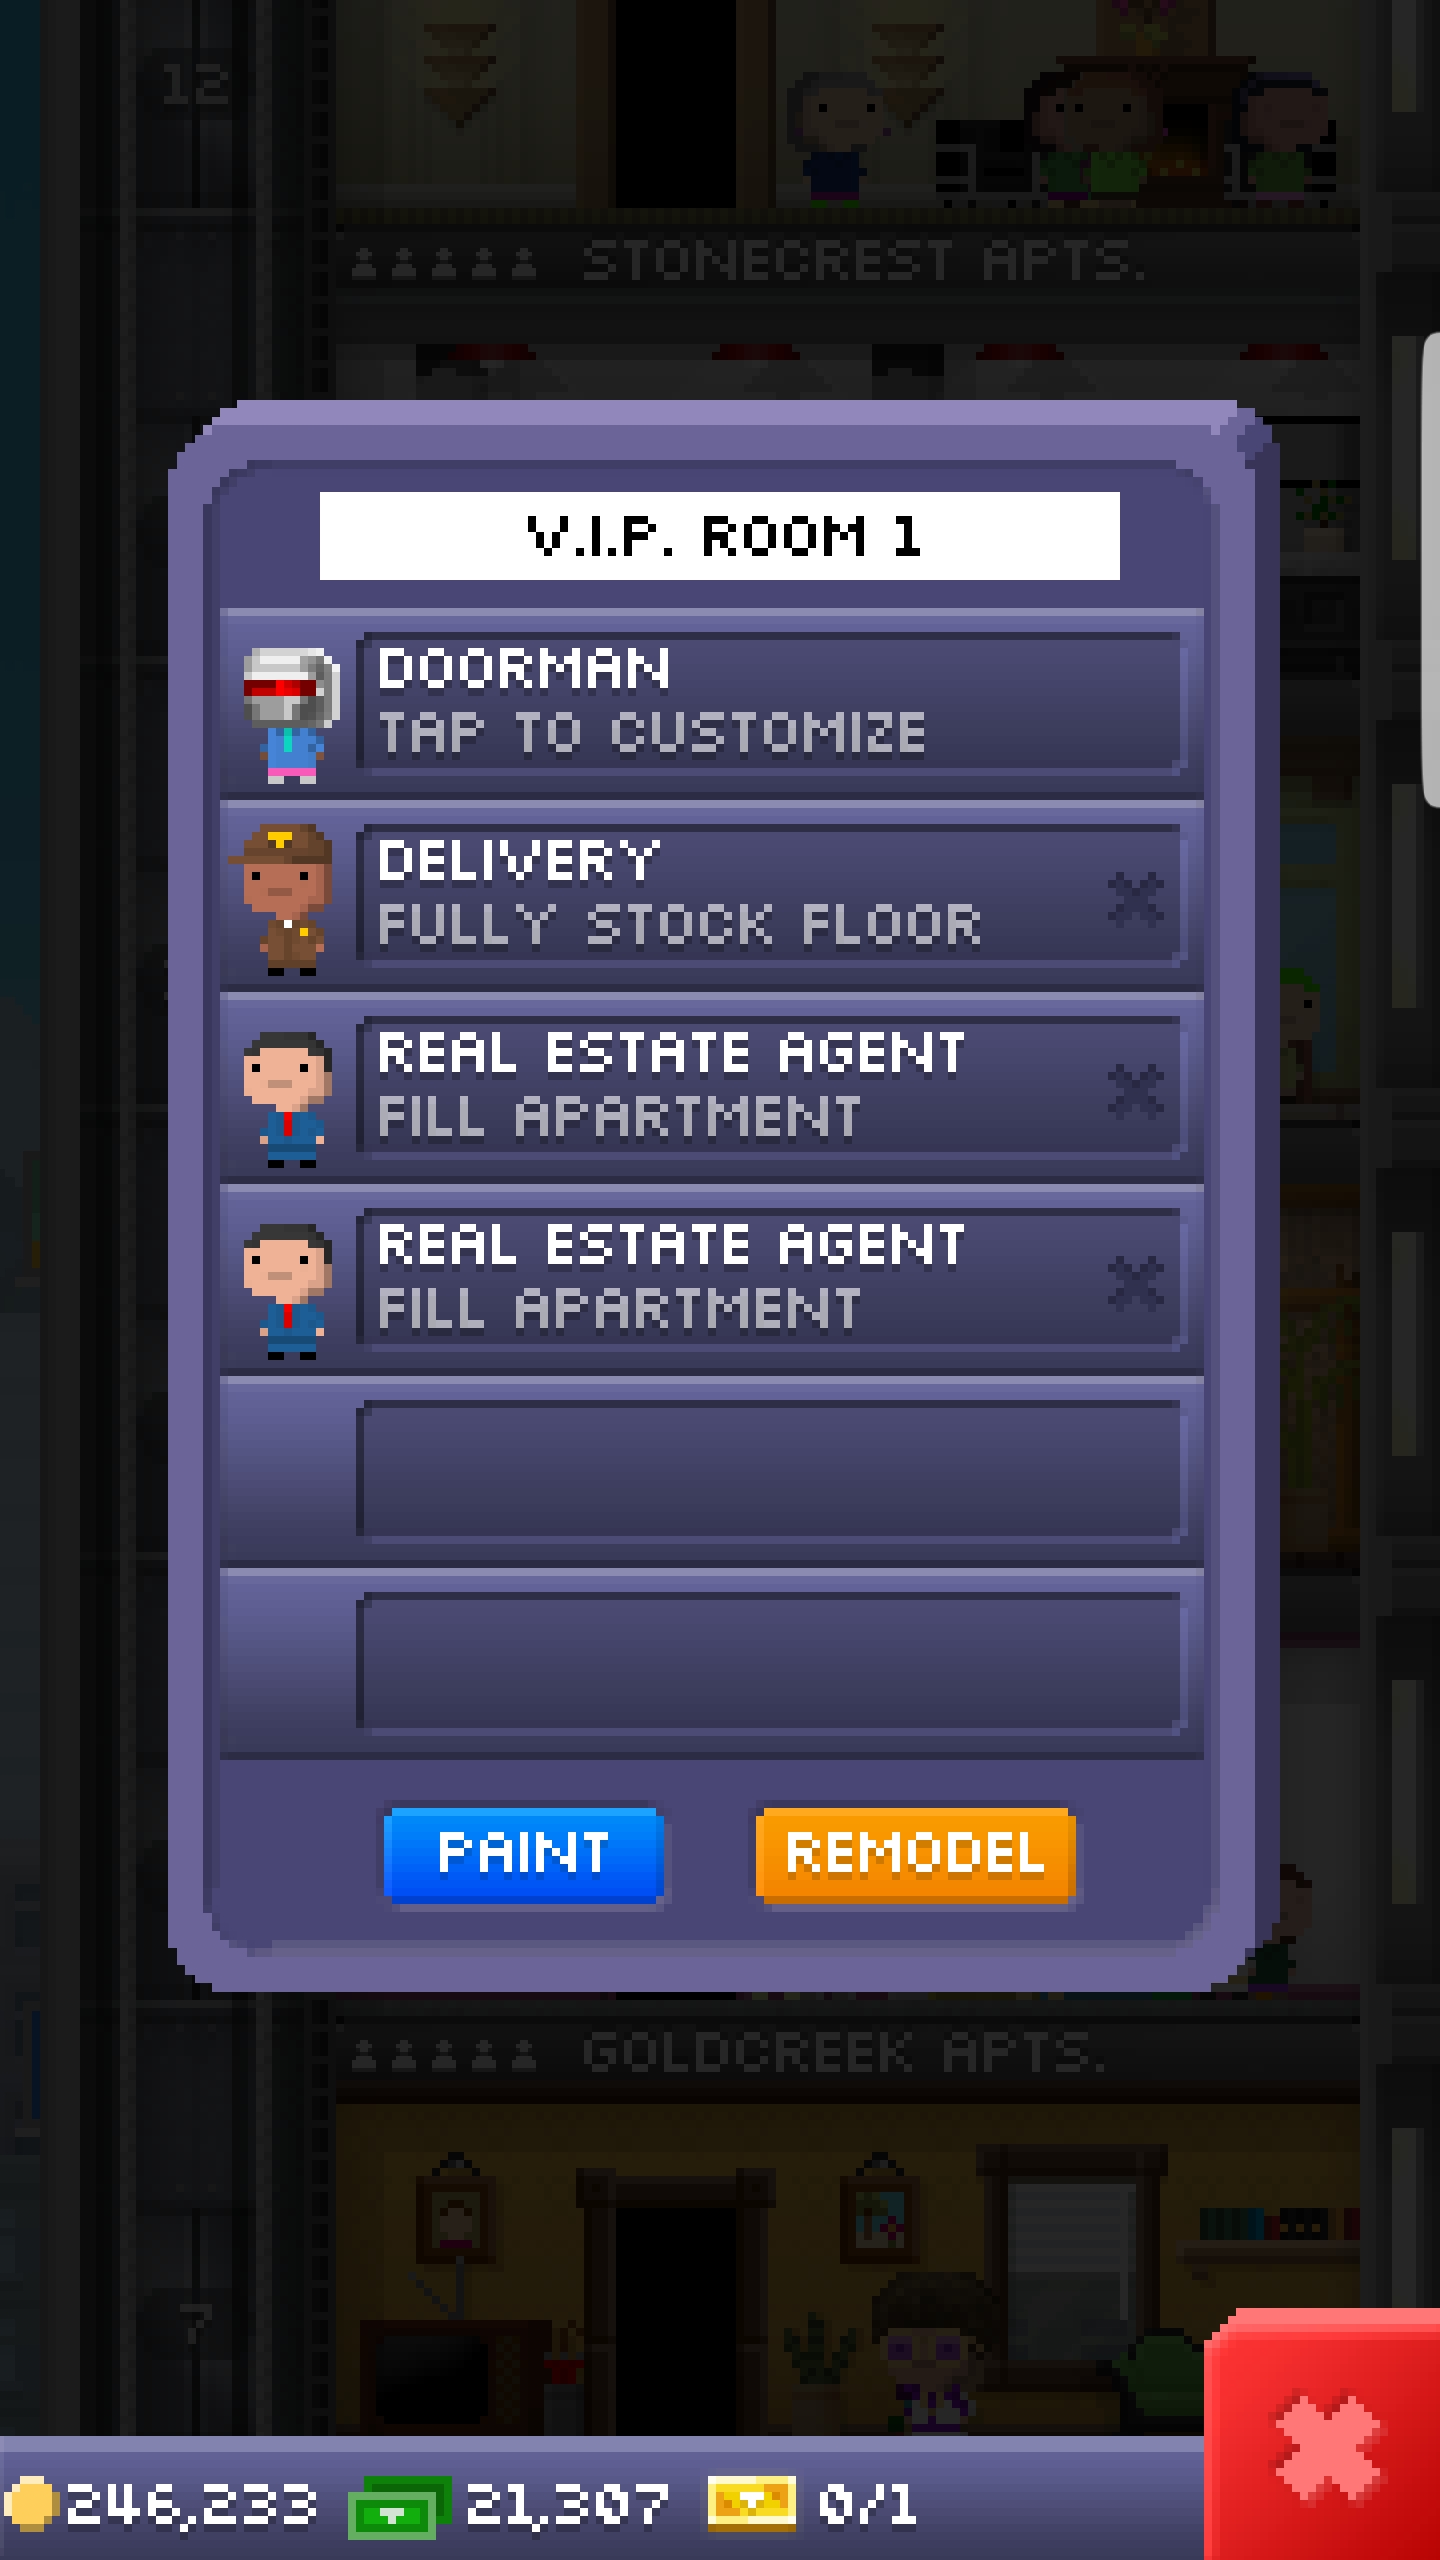 12
STONECREST APTS.
V.I.P. ROOM 1
DOORMAN
TAP TO CUSTOMIZE
DELIVERY
FULLY STOCK FLOOR
REAL ESTATE AGENT
FILL APARTMENT
REAL ESTATE AGENT
FILL APARTMENT
PAINT
REMODEL
GOLDCREEK APTS.
7
246,233
21,307
0/1